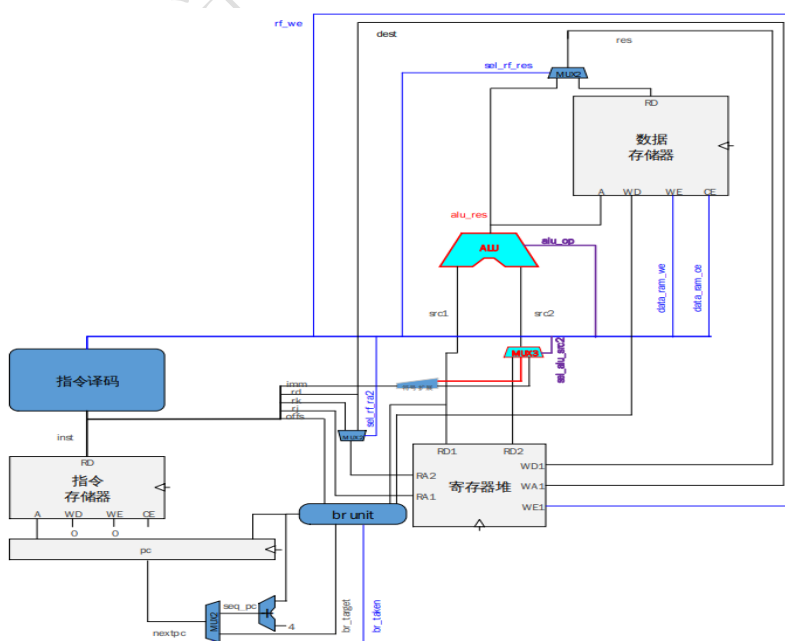 rf_we
dest
res
sel_rf_res
MUX2
RD
数据
存储器
A WD WE CE
alu_res
ALU
alu_op
data_ram_we
data_ram_ce
src1
src2
MUX3
sel_alu_src2
指令译码
imm
rd
rk
rj
offs
sel_rf_ra2
MUX2
inst
RD
指令
存储器
A WD WE CE
0 0
RD1 RD2
WD1
RA2
寄存器堆
WA1
RA1
WE1
br unit
pc
seq_pc
MUX2
+
4
nextpc
br_target
br_taken